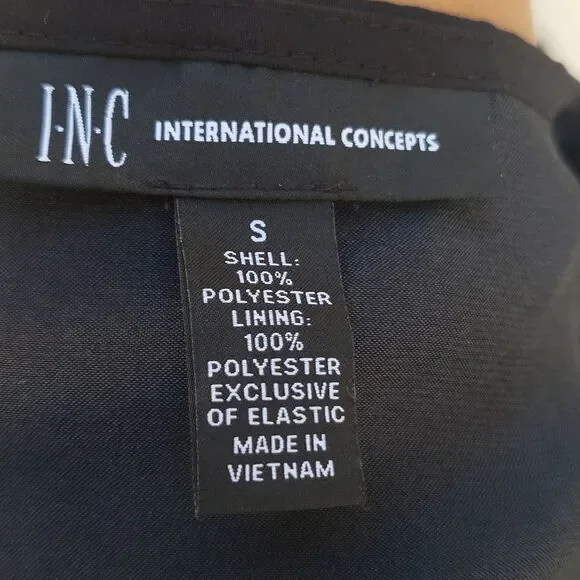 I·N·C INTERNATIONAL CONCEPTS
S
SHELL:
100%
POLYESTER
LINING:
100%
POLYESTER
EXCLUSIVE
OF ELASTIC
MADE IN
VIETNAM